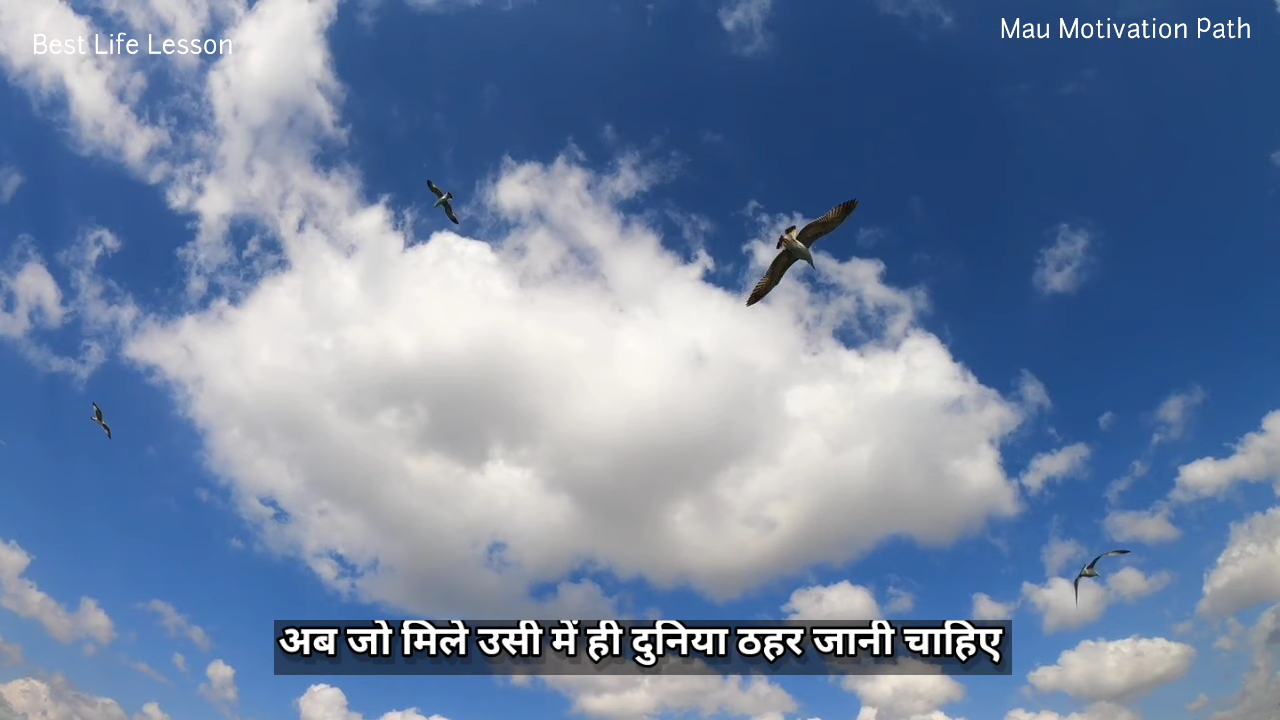 Best Life Lesson
Mau Motivation Path
अब जो मिले उसी में ही दुनिया ठहर जानी चाहिए